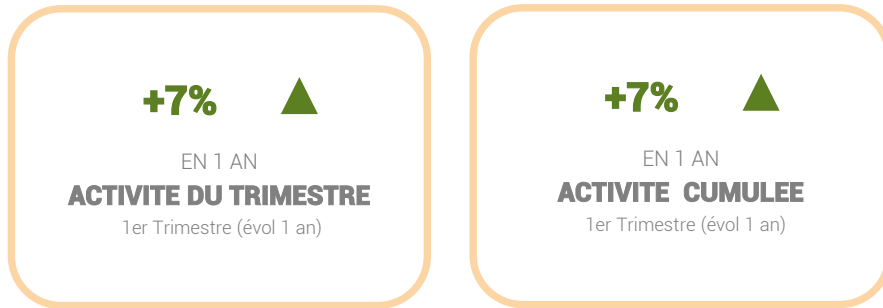 +7%
EN 1 AN
ACTIVITE DU TRIMESTRE
1er Trimestre (évol 1 an)
+7%
EN 1 AN
ACTIVITE CUMULEE
1er Trimestre (évol 1 an)